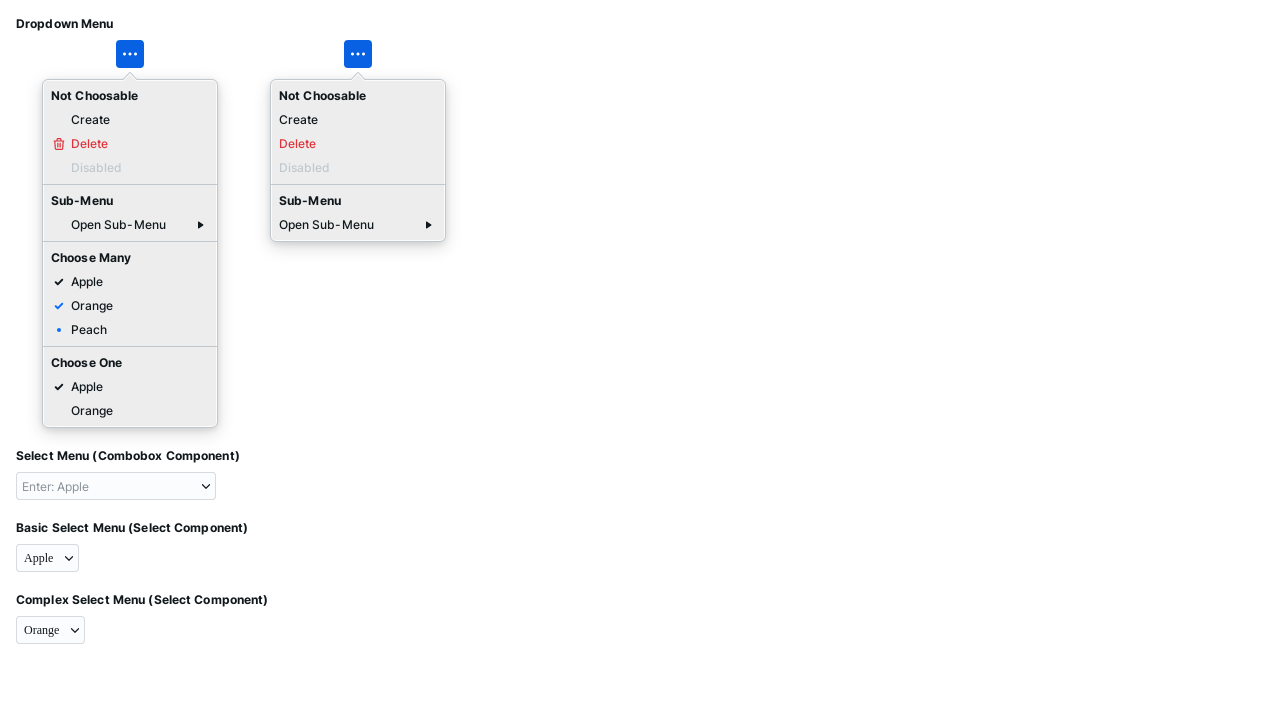 Dropdown Menu
Not Choosable
Create
Delete
Disabled
Sub-Menu
Open Sub-Menu
Choose Many
Apple
Orange
Peach
Choose One
Apple
Orange
Not Choosable
Create
Delete
Disabled
Sub-Menu
Open Sub-Menu
Select Menu (Combobox Component)
Enter: Apple
Basic Select Menu (Select Component)
Apple
Complex Select Menu (Select Component)
Orange